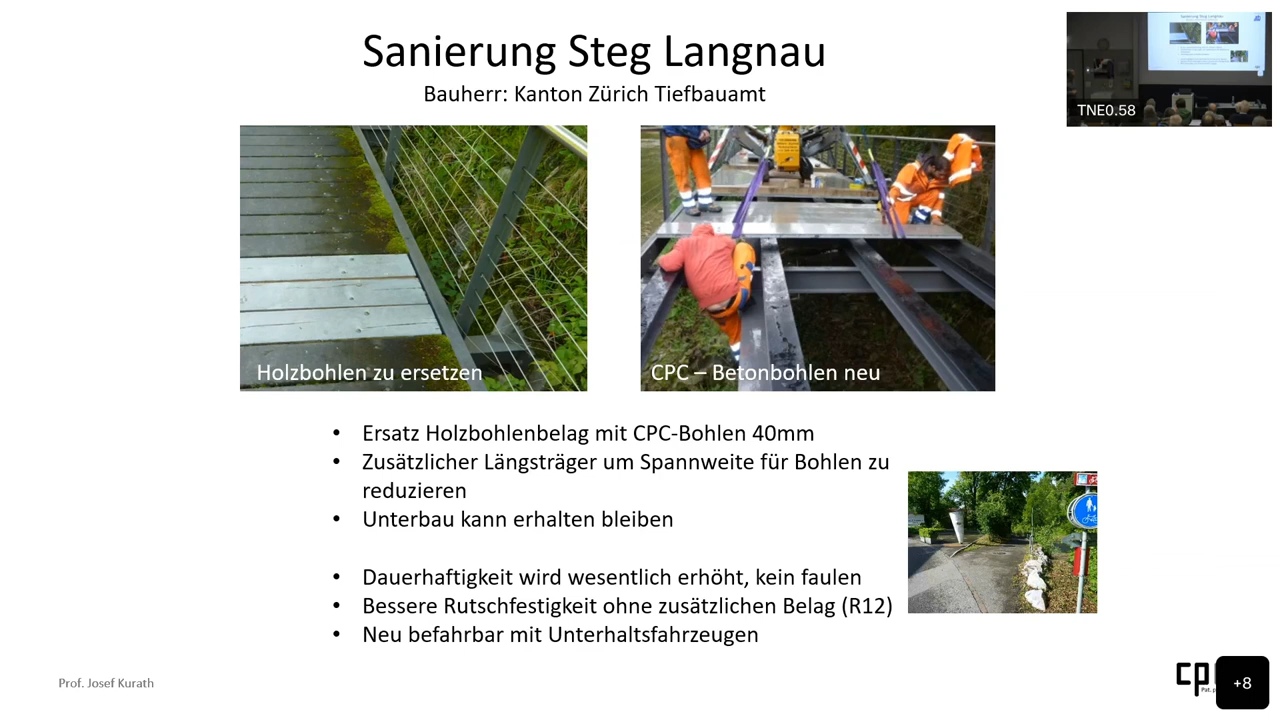 Sanierung Steg Langnau
Bauherr: Kanton Zürich Tiefbauamt
TNE0.58
Holzbohlen zu ersetzen
CPC – Betonbohlen neu
• Ersatz Holzbohlenbelag mit CPC-Bohlen 40mm
• Zusätzlicher Längsträger um Spannweite für Bohlen zu
reduzieren
• Unterbau kann erhalten bleiben
• Dauerhaftigkeit wird wesentlich erhöht, kein faulen
• Bessere Rutschfestigkeit ohne zusätzlichen Belag (R12)
• Neu befahrbar mit Unterhaltsfahrzeugen
Prof. Josef Kurath
cp
+8